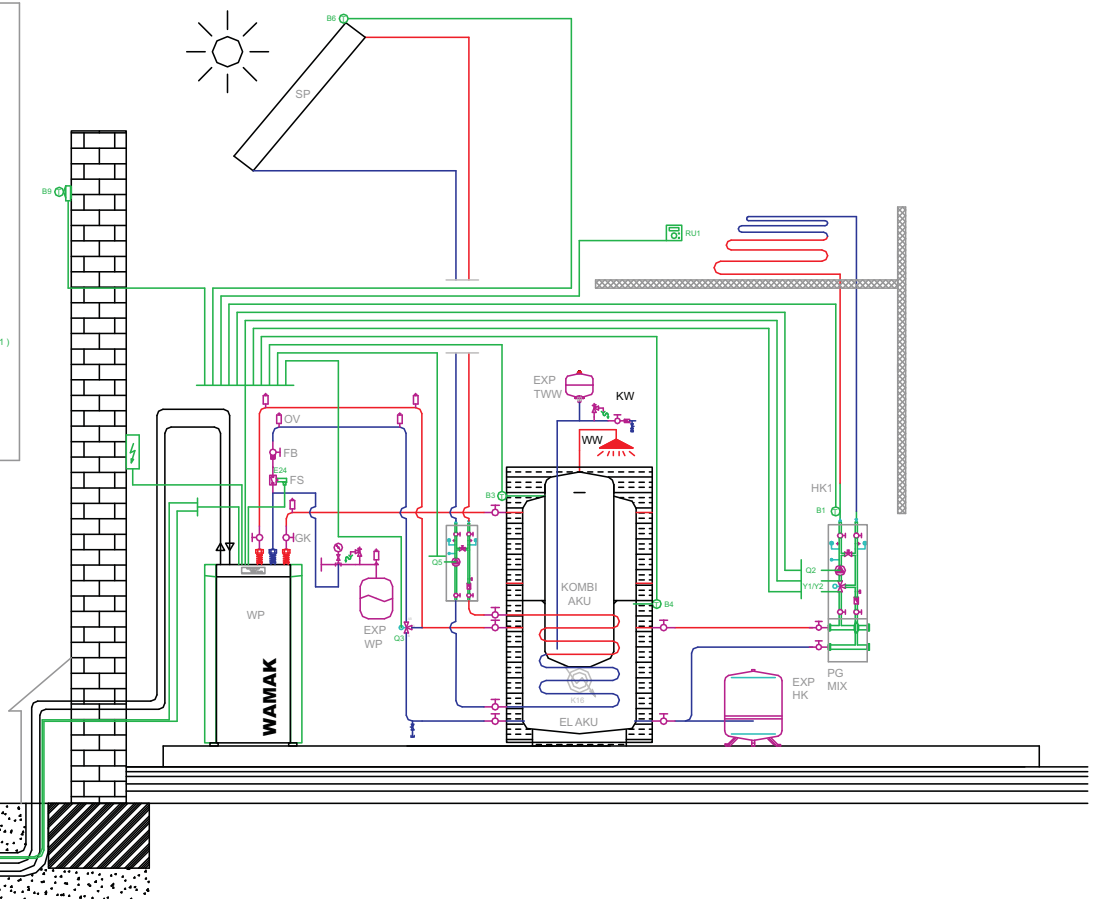 B6
SP
B9
RU1
1 )
EXP
TWW
KW
WW
OV
FB
E24
FS
HK1
B3
B1
GK
Q5
Q2
Y1/Y2
KOMBI
AKU
B4
WP
EXP
WP
Q3
WAMAK
K16
EL AKU
EXP
HK
PG
MIX